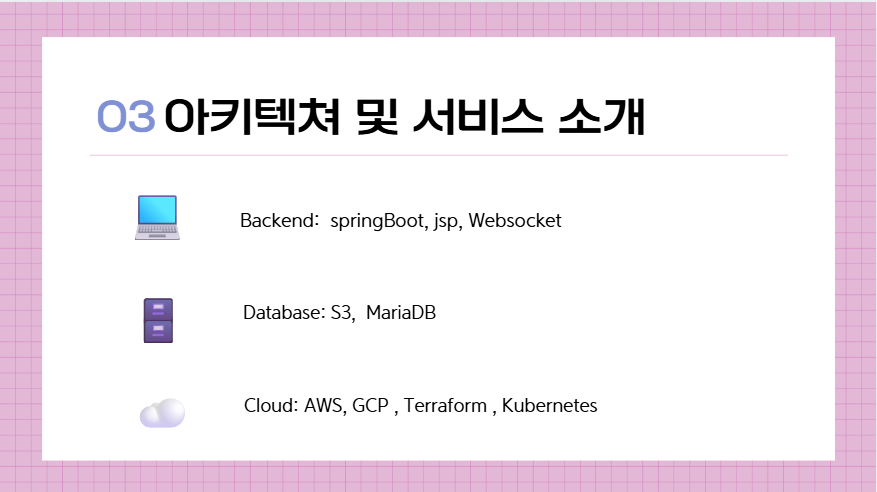 03 아키텍쳐 및 서비스 소개
Backend: springBoot, jsp, Websocket
Database: S3, MariaDB
Cloud: AWS, GCP , Terraform , Kubernetes